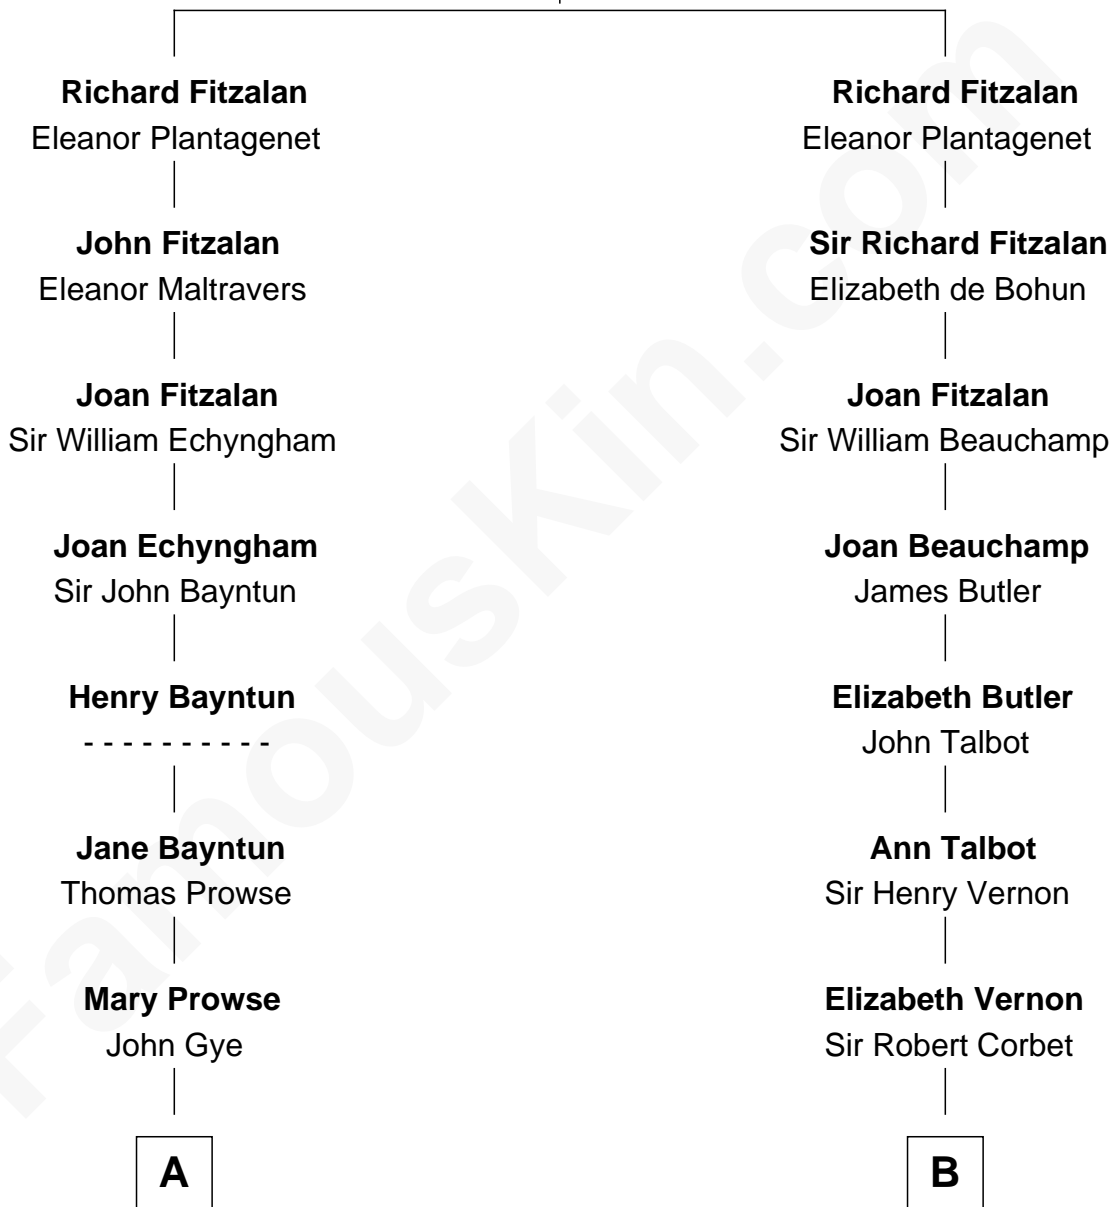 Richard Fitzalan
Eleanor Plantagenet
John Fitzalan
Eleanor Maltravers
Joan Fitzalan
Sir William Echyngham
Joan Echyngham
Sir John Bayntun
Henry Bayntun
- - - - - - - - - -
Jane Bayntun
Thomas Prowse
Mary Prowse
John Gye
A
Richard Fitzalan
Eleanor Plantagenet
Sir Richard Fitzalan
Elizabeth de Bohun
Joan Fitzalan
Sir William Beauchamp
Joan Beauchamp
James Butler
Elizabeth Butler
John Talbot
Ann Talbot
Sir Henry Vernon
Elizabeth Vernon
Sir Robert Corbet
B
FamousKin.com